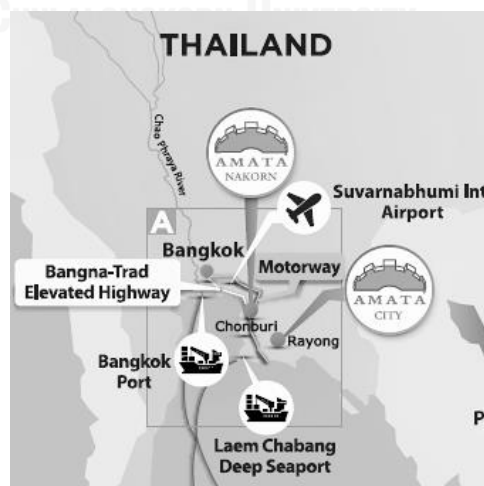 THAILAND
Chao Phraya River
AMATA
NAKORN
Suvarnabhumi Int
Airport
A
Bangkok
Bangna-Trad
Elevated Highway
Motorway
AMATA
CITY
Chonburi
Rayong
Bangkok
Port
P
Laem Chabang
Deep Seaport